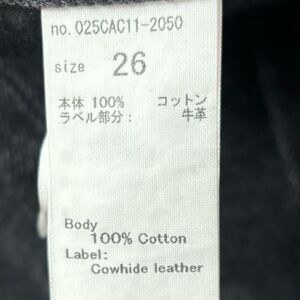 no.025CAC11-2050
size 26
本体 100% コットン
ラベル部分： 牛革
Body
100% Cotton
Label:
Cowhide leather